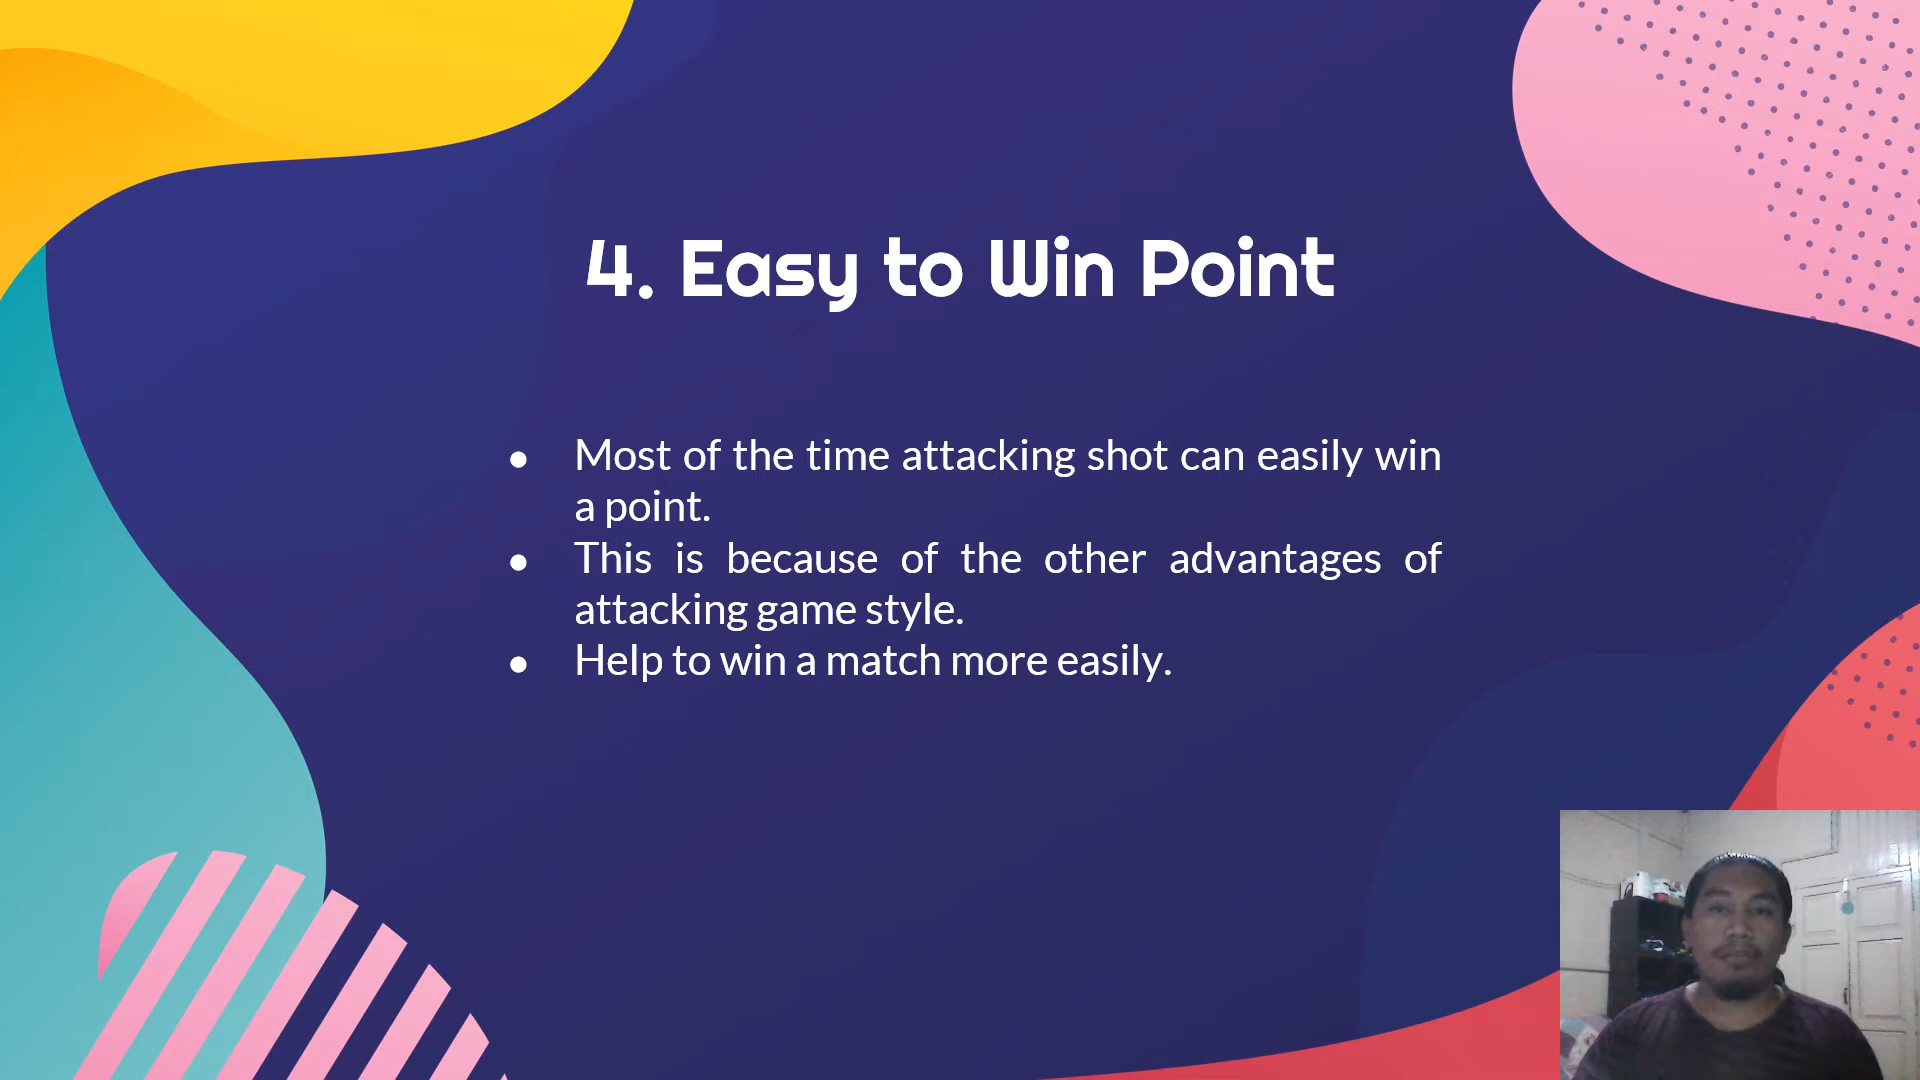 4. Easy to Win Point
● Most of the time attacking shot can easily win
a point.
● This is because of the other advantages of
attacking game style.
● Help to win a match more easily.